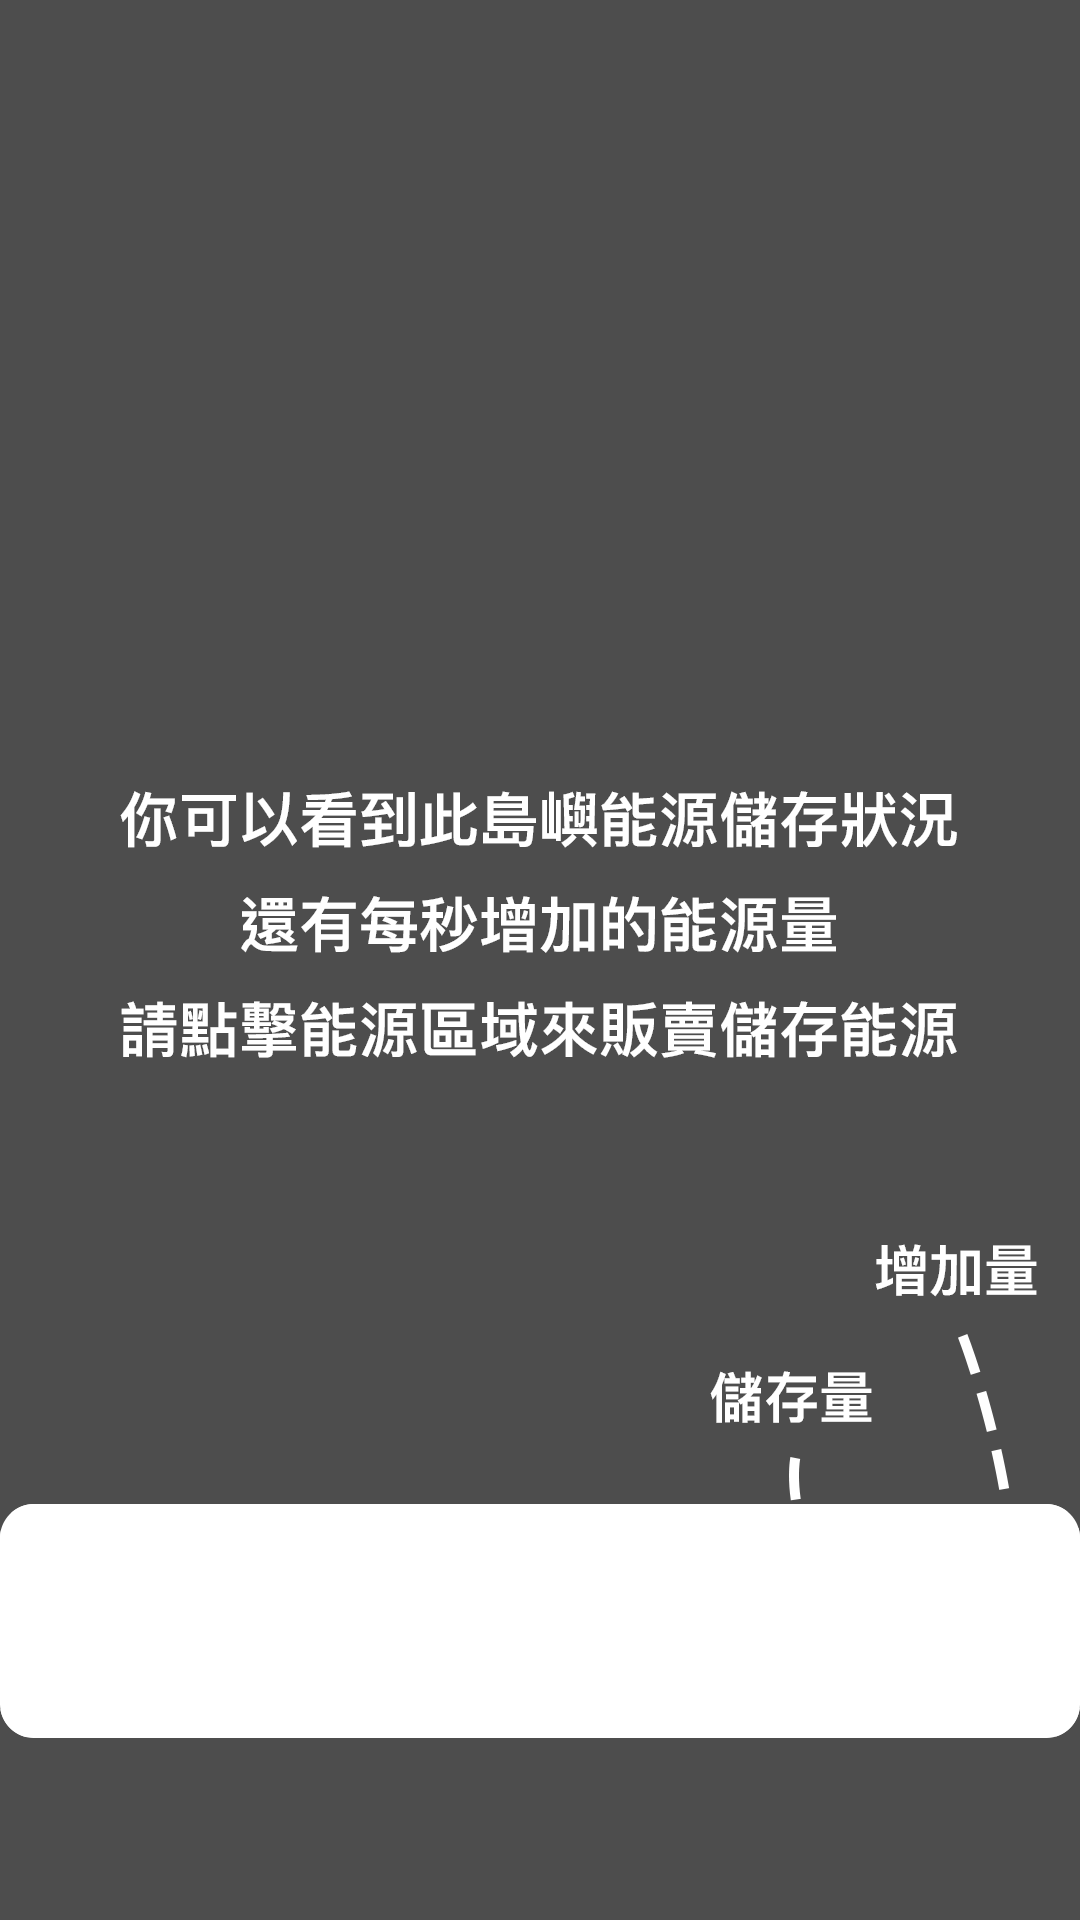 你可以看到此島嶼能源儲存狀況
還有每秒增加的能源量
請點擊能源區域來販賣儲存能源
增加量
儲存量